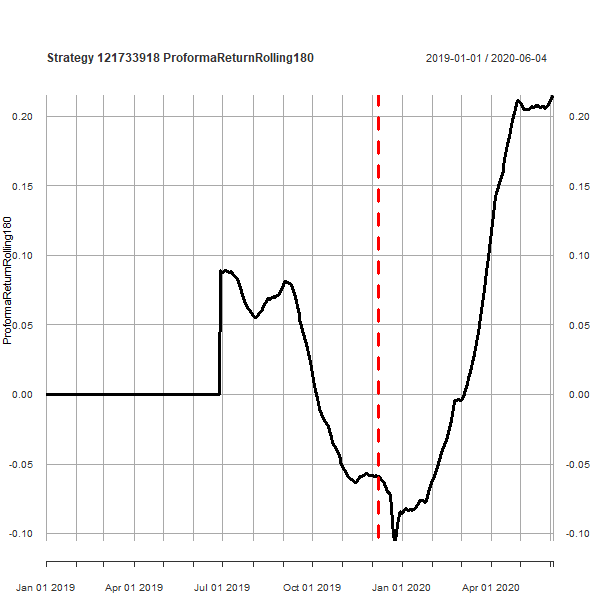 Strategy 121733918 ProformaReturnRolling180 2019-01-01 / 2020-06-04
0.20 0.20
0.15 0.15
0.10 0.10
ProformaReturnRolling180
0.05 0.05
0.00 0.00
-0.05 -0.05
-0.10 -0.10
Jan 01 2019 Apr 01 2019 Jul 01 2019 Oct 01 2019 Jan 01 2020 Apr 01 2020